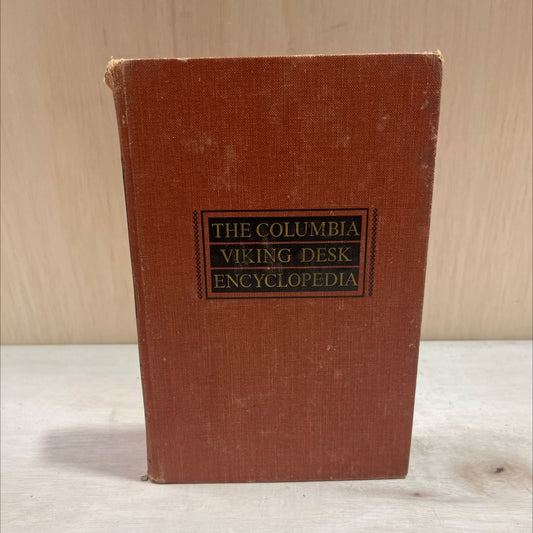 THE COLUMBIA
VIKING DESK
ENCYCLOPEDIA